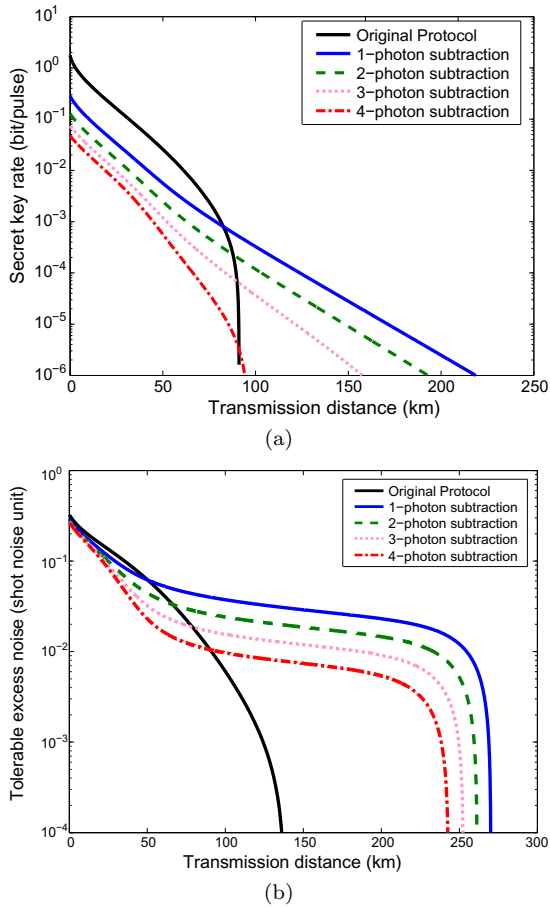 Original Protocol
1−photon subtraction
2−photon subtraction
3−photon subtraction
4−photon subtraction
Secret key rate (bit/pulse)
10^1
10^0
10^-1
10^-2
10^-3
10^-4
10^-5
10^-6
0 50 100 150 200 250
Transmission distance (km)
(a)
Original Protocol
1−photon subtraction
2−photon subtraction
3−photon subtraction
4−photon subtraction
Tolerable excess noise (shot noise unit)
10^0
10^−1
10^−2
10^−3
10^−4
0 50 100 150 200 250 300
Transmission distance (km)
(b)